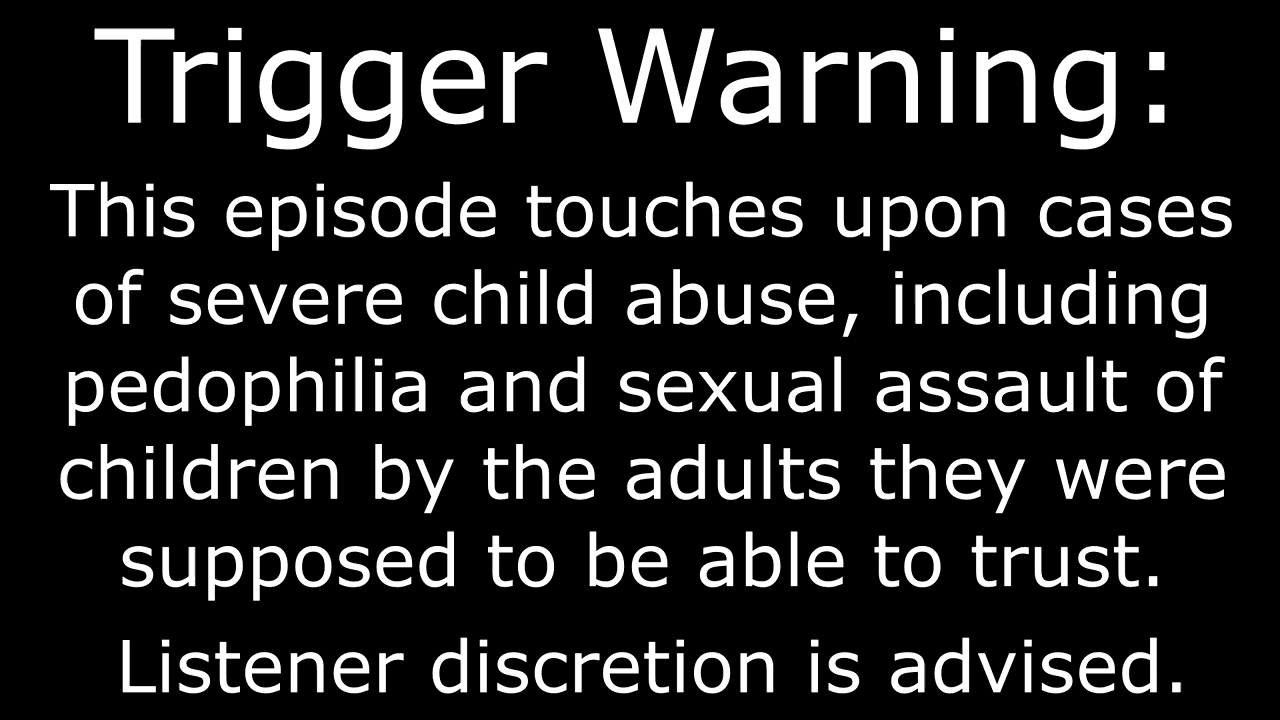 Trigger Warning:
This episode touches upon cases
of severe child abuse, including
pedophilia and sexual assault of
children by the adults they were
supposed to be able to trust.
Listener discretion is advised.